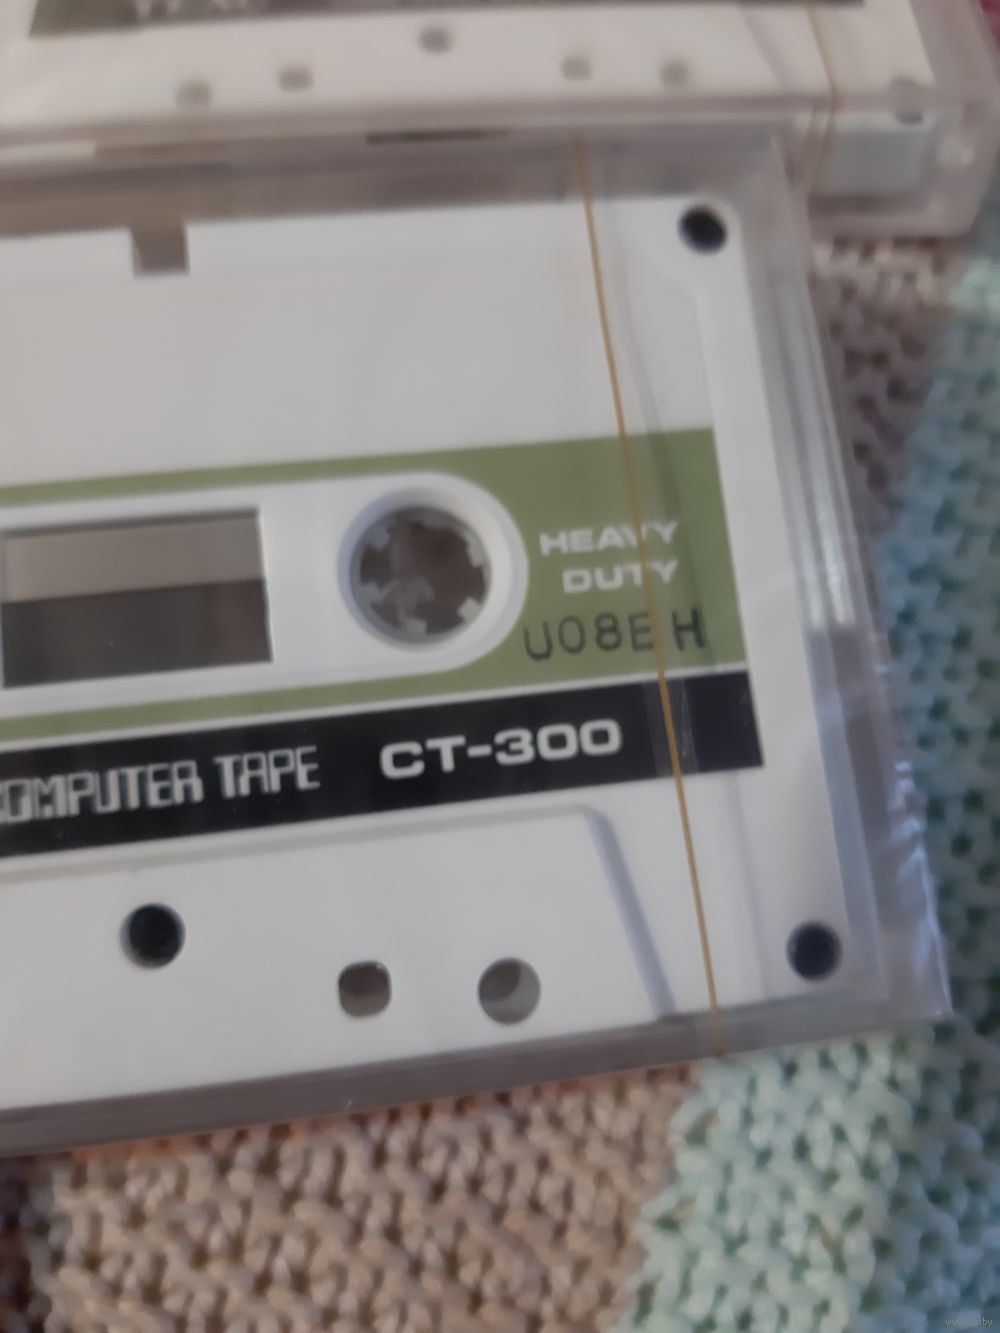 HEAVY
DUTY
U08E H
COMPUTER TAPE CT-300